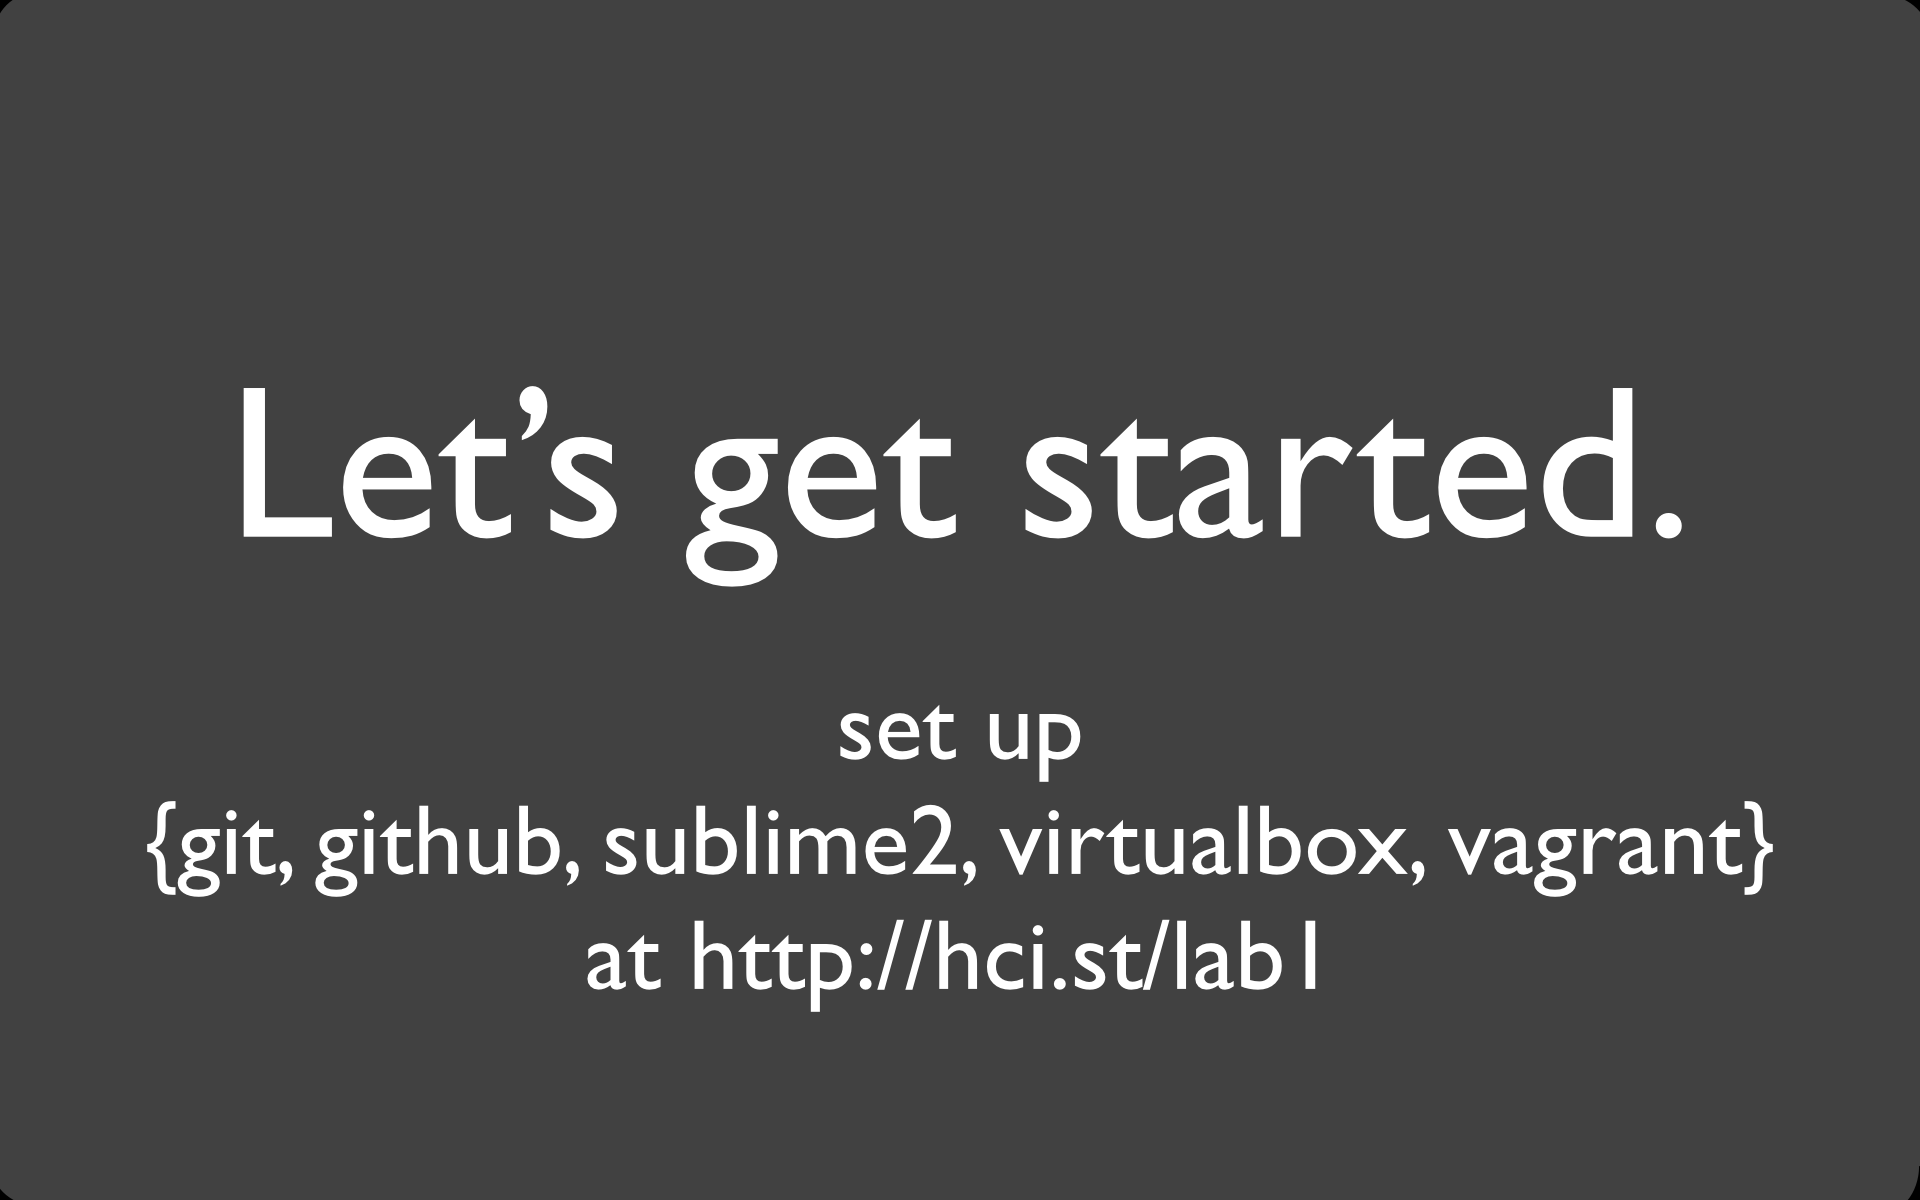 Let’s get started.
set up
{git, github, sublime2, virtualbox, vagrant}
at http://hci.st/lab1